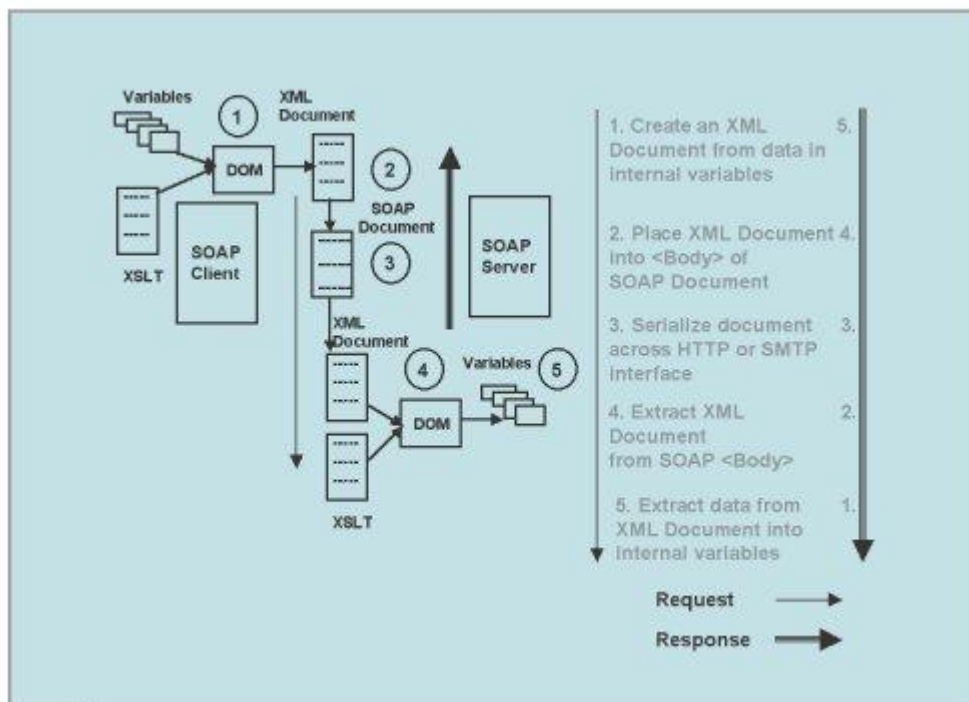 Variables
1
XML
Document
DOM
2
SOAP
Document
XSLT
SOAP
Client
3
SOAP
Server
XML
Document
4
Variables
5
DOM
XSLT
1. Create an XML 5.
Document from data in
internal variables
2. Place XML Document 4.
into <Body> of
SOAP Document
3. Serialize document 3.
across HTTP or SMTP
interface
4. Extract XML 2.
Document
from SOAP <Body>
5. Extract data from 1.
XML Document into
internal variables
Request
Response